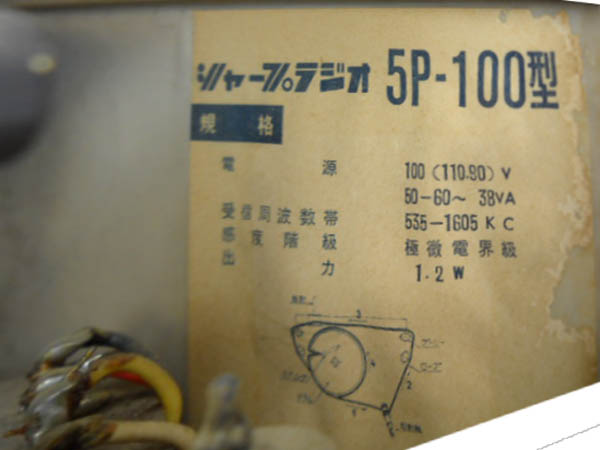 シャープラジオ 5P-100型
規格
電源 100 (110.90) V
50-60~ 38VA
受信周波数帯 535-1605 KC
感度階級 極微電界級
出力 1.2 W
3
2